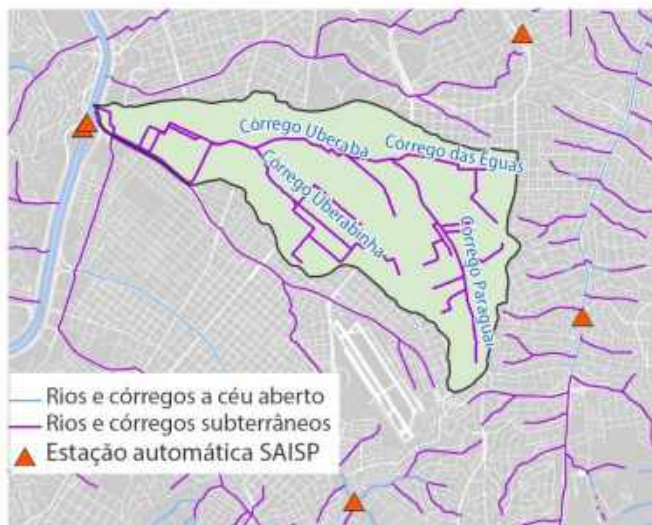 Córrego Uberaba
Córrego das Éguas
Córrego Uberabinha
Córrego Paraguai
Rios e córregos a céu aberto
Rios e córregos subterrâneos
Estação automática SAISP